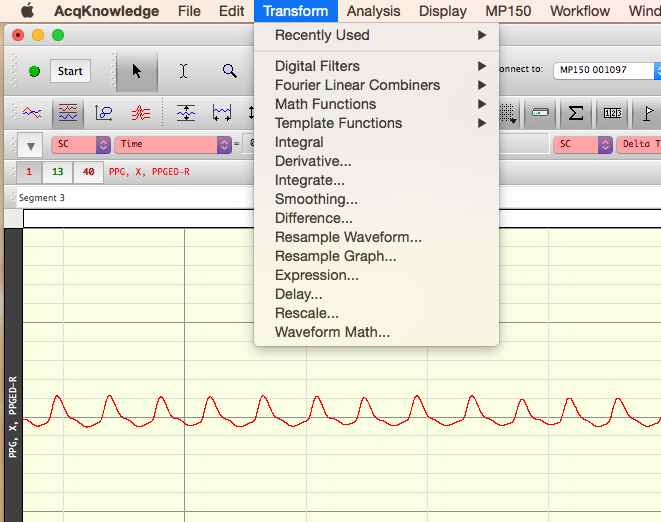 AcqKnowledge File Edit Transform Analysis Display MP150 Workflow Wind
Start
onnect to: MP150 001097
Recently Used
Digital Filters
Fourier Linear Combiners
Math Functions
Template Functions
Integral
Derivative...
Integrate...
Smoothing...
Difference...
Resample Waveform...
Resample Graph...
Expression...
Delay...
Rescale...
Waveform Math...
SC Time = 0 SC Delta T
1 13 40 PPG, X, PPGED-R
Segment 3
PPG, X, PPGED-R